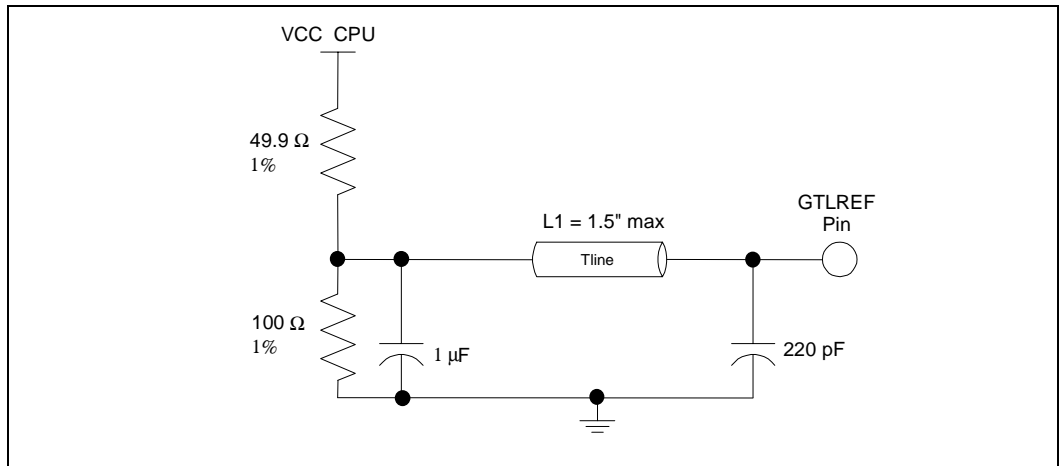 VCC CPU
49.9 Ω
1%
L1 = 1.5" max
Tline
GTLREF
Pin
100 Ω
1%
1 μF
220 pF